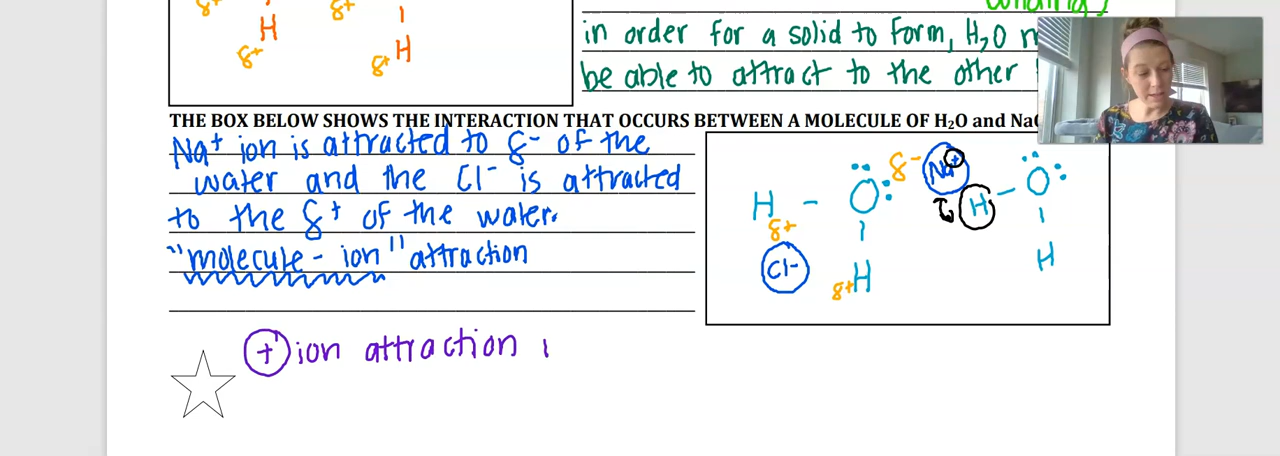 bonding)
δ+ δ+
H
H
δ+
δ+
in order for a solid to form, H₂O
be able to attract to the other
THE BOX BELOW SHOWS THE INTERACTION THAT OCCURS BETWEEN A MOLECULE OF H₂O and
Na+ ion is attracted to δ- of the
water and the Cl- is attracted
to the δ+ of the water.
"molecule - ion" attraction
δ- Na+
H - O H - O
δ+
Cl- H H
δ+
+ ion attraction